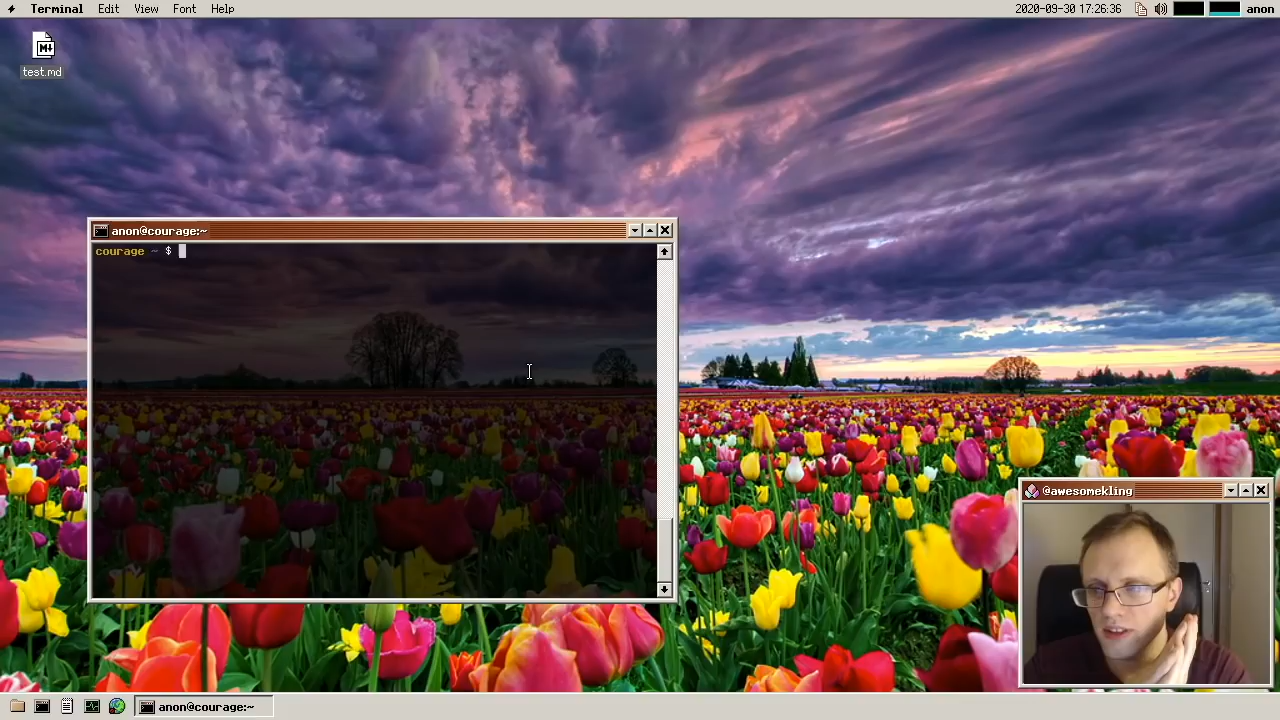 Terminal Edit View Font Help 2020-09-30 17:26:36 anon
M↓
test.md
anon@courage:~
courage ~ $
@awesomekling
anon@courage:~